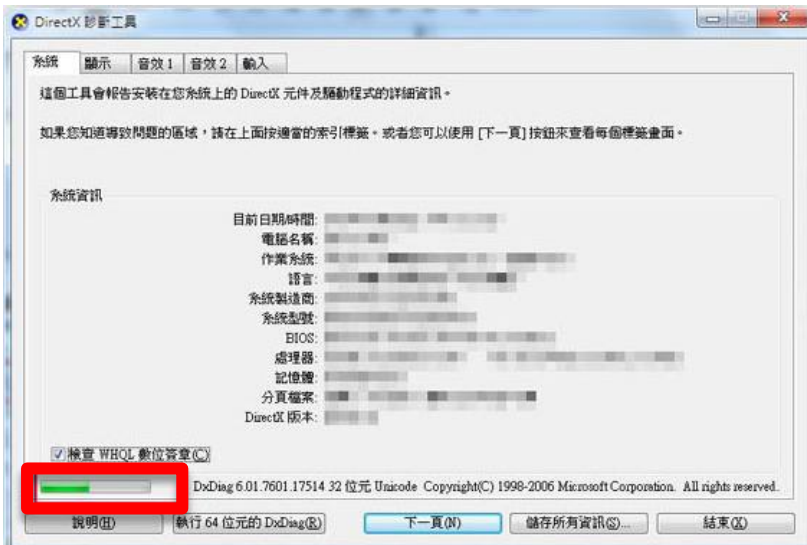 DirectX 診斷工具
系統 顯示 音效 1 音效 2 輸入
這個工具會報告安裝在您系統上的 DirectX 元件及驅動程式的詳細資訊。
如果您知道導致問題的區域，請在上面按適當的索引標籤。或者您可以使用 [下一頁] 按鈕來查看每個標籤畫面。
系統資訊
目前日期/時間:
電腦名稱:
作業系統:
語言:
系統製造商:
系統型號:
BIOS:
處理器:
記憶體:
分頁檔案:
DirectX 版本:
檢查 WHQL 數位簽章(C)
DxDiag 6.01.7601.17514 32 位元 Unicode Copyright(C) 1998-2006 Microsoft Corporation. All rights reserved.
說明(H) 執行 64 位元的 DxDiag(R) 下一頁(N) 儲存所有資訊(S)... 結束(X)